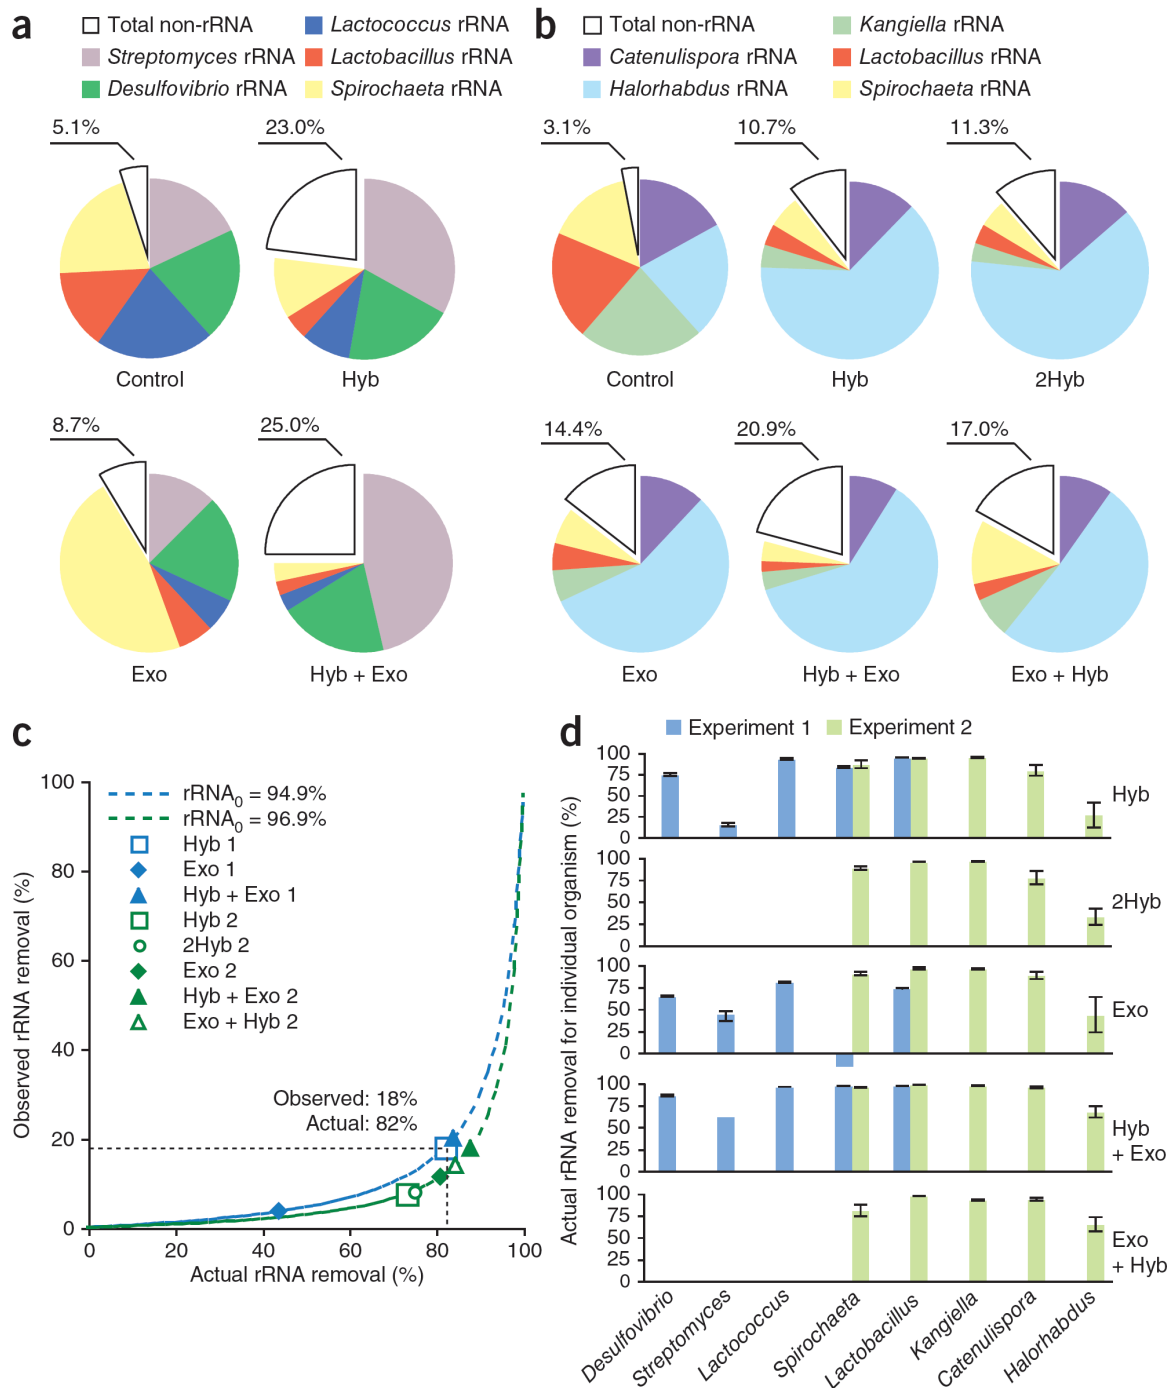 a
Total non-rRNA
Streptomyces rRNA
Desulfovibrio rRNA
Lactococcus rRNA
Lactobacillus rRNA
Spirochaeta rRNA
5.1%
23.0%
Control
Hyb
8.7%
25.0%
Exo
Hyb + Exo
b
Total non-rRNA
Catenulispora rRNA
Halorhabdus rRNA
Kangiella rRNA
Lactobacillus rRNA
Spirochaeta rRNA
3.1%
10.7%
11.3%
Control
Hyb
2Hyb
14.4%
20.9%
17.0%
Exo
Hyb + Exo
Exo + Hyb
c
Observed rRNA removal (%)
100
80
60
40
20
0
rRNA0 = 94.9%
rRNA0 = 96.9%
Hyb 1
Exo 1
Hyb + Exo 1
Hyb 2
2Hyb 2
Exo 2
Hyb + Exo 2
Exo + Hyb 2
Observed: 18%
Actual: 82%
0 20 40 60 80 100
Actual rRNA removal (%)
d
Experiment 1
Experiment 2
Actual rRNA removal for individual organism (%)
100
75
50
25
0
Hyb
100
75
50
25
0
2Hyb
100
75
50
25
0
Exo
100
75
50
25
0
Hyb
+ Exo
100
75
50
25
0
Exo
+ Hyb
Desulfovibrio
Streptomyces
Lactococcus
Spirochaeta
Lactobacillus
Kangiella
Catenulispora
Halorhabdus